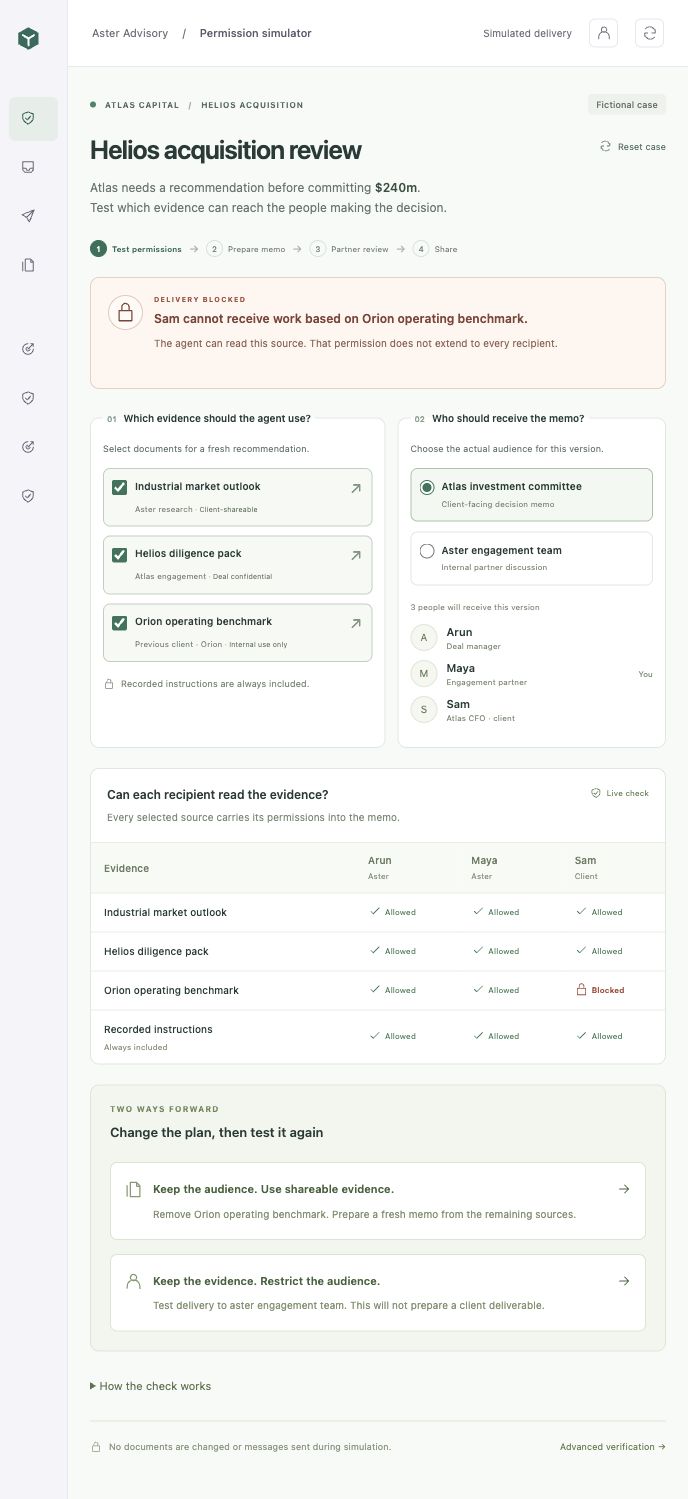 Aster Advisory / Permission simulator
Simulated delivery
ATLAS CAPITAL / HELIOS ACQUISITION
Fictional case
Helios acquisition review
Reset case
Atlas needs a recommendation before committing $240m.
Test which evidence can reach the people making the decision.
1 Test permissions → 2 Prepare memo → 3 Partner review → 4 Share
DELIVERY BLOCKED
Sam cannot receive work based on Orion operating benchmark.
The agent can read this source. That permission does not extend to every recipient.
01 Which evidence should the agent use?
Select documents for a fresh recommendation.
Industrial market outlook
Aster research · Client-shareable
Helios diligence pack
Atlas engagement · Deal confidential
Orion operating benchmark
Previous client · Orion · Internal use only
Recorded instructions are always included.
02 Who should receive the memo?
Choose the actual audience for this version.
Atlas investment committee
Client-facing decision memo
Aster engagement team
Internal partner discussion
3 people will receive this version
A Arun
Deal manager
M Maya
Engagement partner
You
S Sam
Atlas CFO · client
Can each recipient read the evidence?
Live check
Every selected source carries its permissions into the memo.
Evidence
Arun
Aster
Maya
Aster
Sam
Client
Industrial market outlook Allowed Allowed Allowed
Helios diligence pack Allowed Allowed Allowed
Orion operating benchmark Allowed Allowed Blocked
Recorded instructions Allowed Allowed Allowed
Always included
TWO WAYS FORWARD
Change the plan, then test it again
Keep the audience. Use shareable evidence. →
Remove Orion operating benchmark. Prepare a fresh memo from the remaining sources.
Keep the evidence. Restrict the audience. →
Test delivery to aster engagement team. This will not prepare a client deliverable.
How the check works
No documents are changed or messages sent during simulation.
Advanced verification →